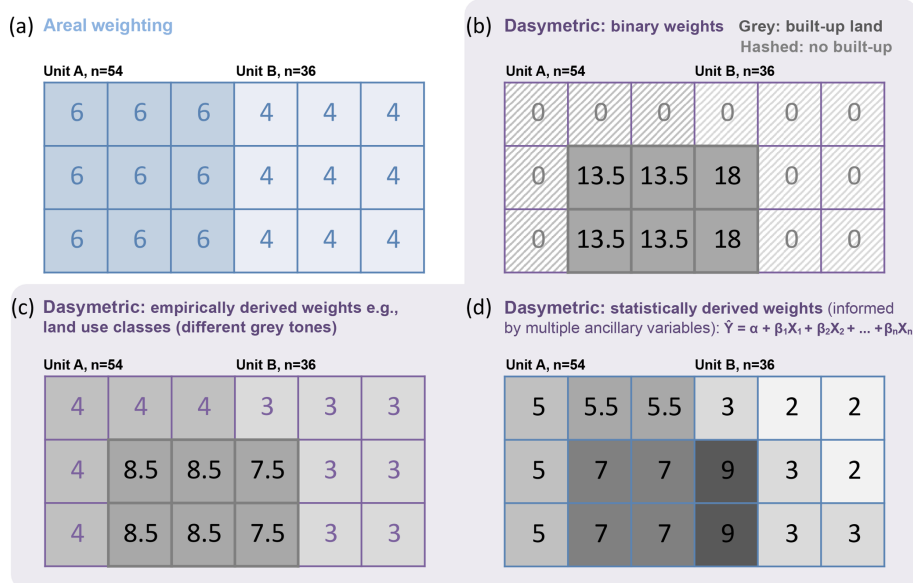 (a) Areal weighting
Unit A, n=54 Unit B, n=36
6 6 6 4 4 4
6 6 6 4 4 4
6 6 6 4 4 4
(b) Dasymetric: binary weights Grey: built-up land
Hashed: no built-up
Unit A, n=54 Unit B, n=36
0 0 0 0 0 0
0 13.5 13.5 18 0 0
0 13.5 13.5 18 0 0
(c) Dasymetric: empirically derived weights e.g.,
land use classes (different grey tones)
Unit A, n=54 Unit B, n=36
4 4 4 3 3 3
4 8.5 8.5 7.5 3 3
4 8.5 8.5 7.5 3 3
(d) Dasymetric: statistically derived weights (informed
by multiple ancillary variables): Ŷ = α + β₁X₁ + β₂X₂ + ... +βₙXₙ
Unit A, n=54 Unit B, n=36
5 5.5 5.5 3 2 2
5 7 7 9 3 2
5 7 7 9 3 3